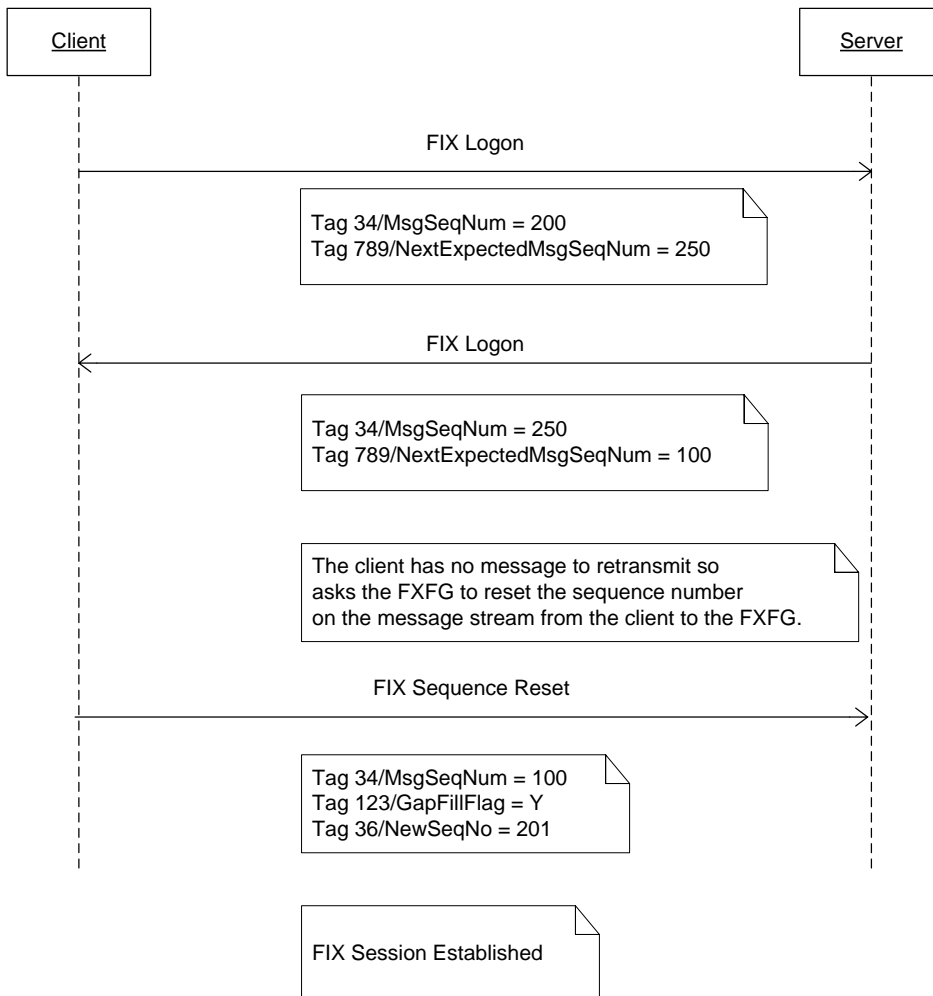 Client
Server
FIX Logon
Tag 34/MsgSeqNum = 200
Tag 789/NextExpectedMsgSeqNum = 250
FIX Logon
Tag 34/MsgSeqNum = 250
Tag 789/NextExpectedMsgSeqNum = 100
The client has no message to retransmit so
asks the FXFG to reset the sequence number
on the message stream from the client to the FXFG.
FIX Sequence Reset
Tag 34/MsgSeqNum = 100
Tag 123/GapFillFlag = Y
Tag 36/NewSeqNo = 201
FIX Session Established